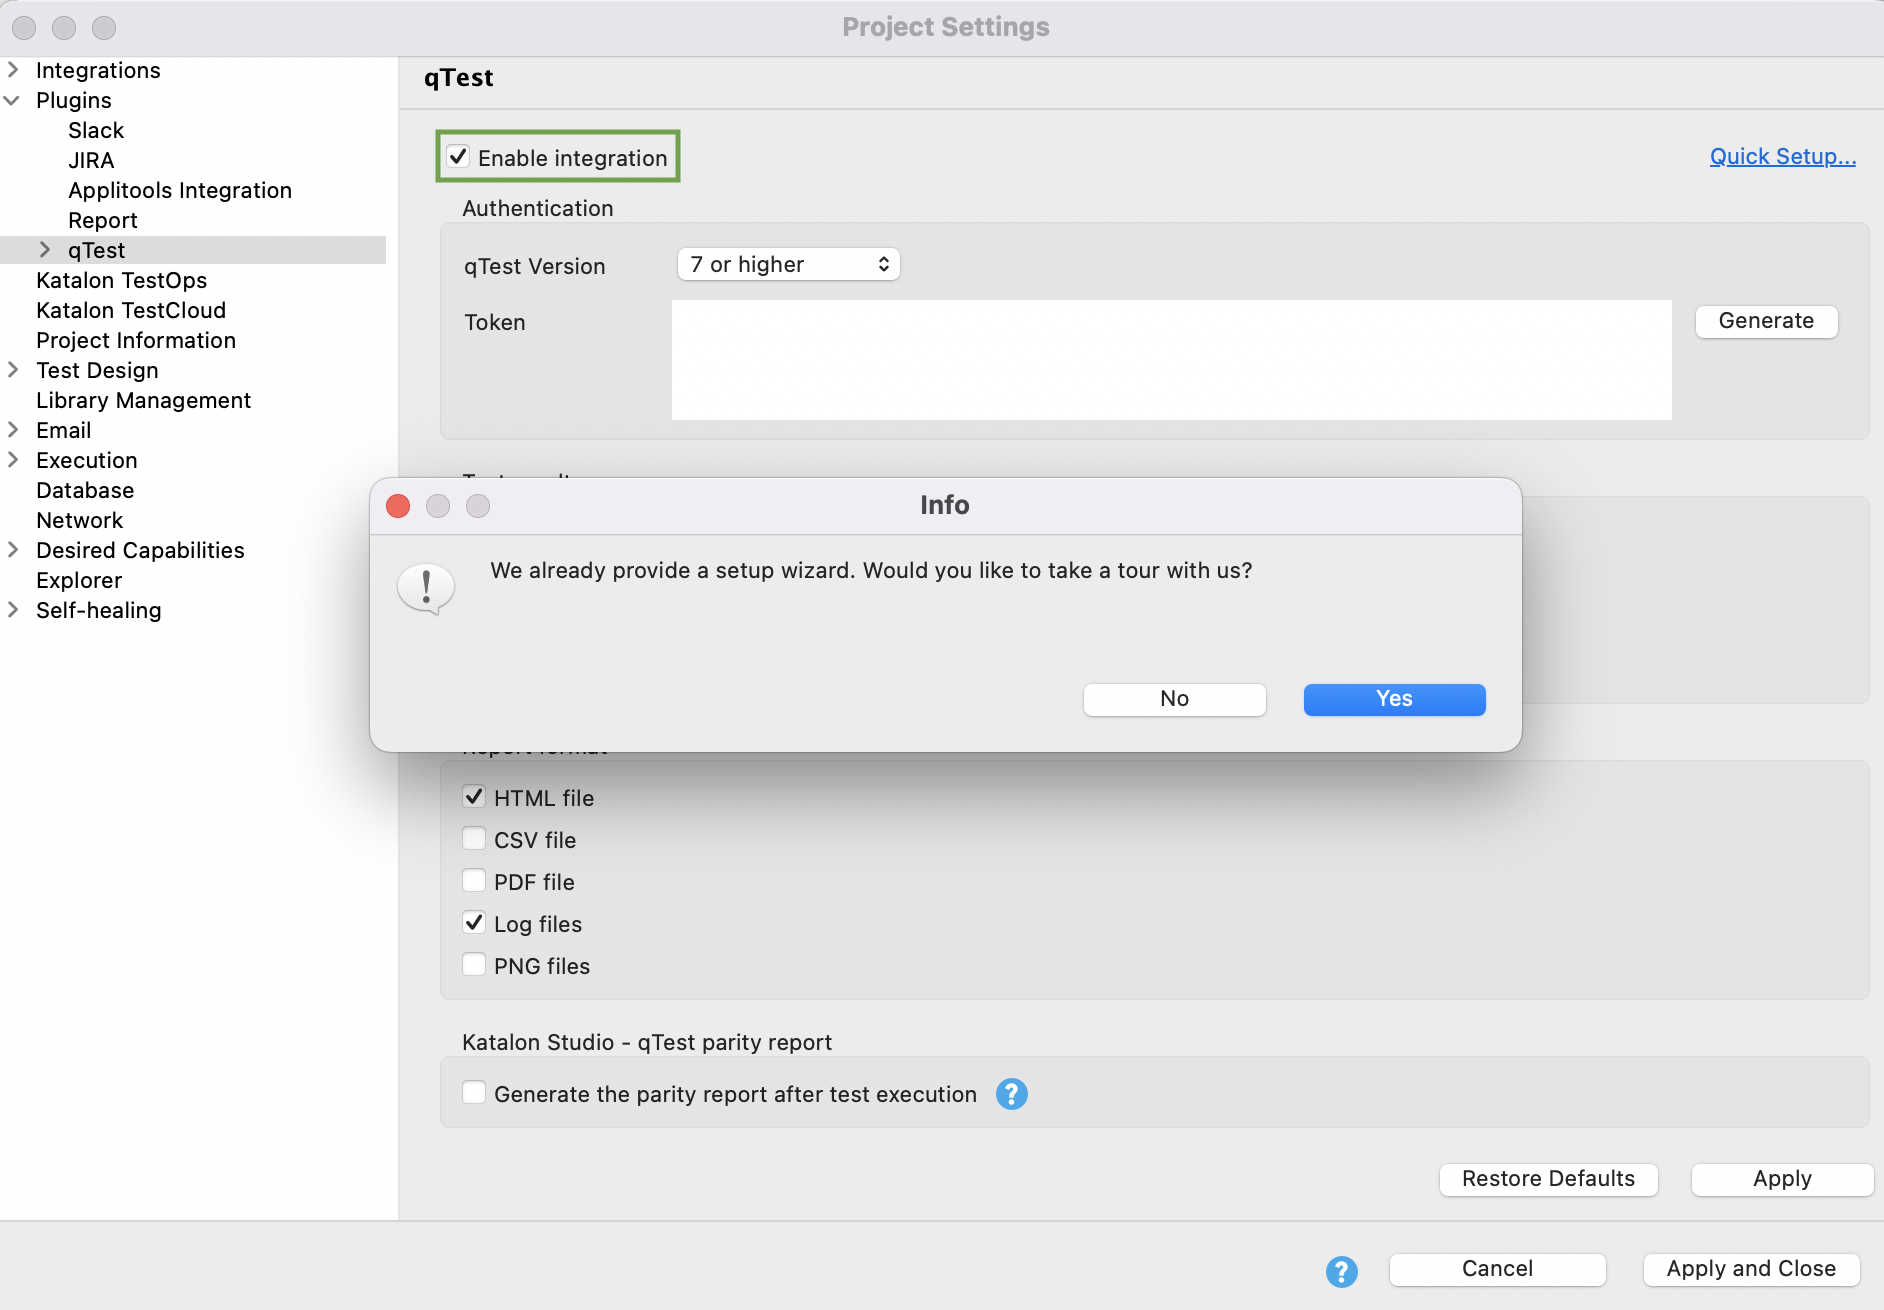 Project Settings
Integrations
Plugins
Slack
JIRA
Applitools Integration
Report
qTest
Katalon TestOps
Katalon TestCloud
Project Information
Test Design
Library Management
Email
Execution
Database
Network
Desired Capabilities
Explorer
Self-healing
qTest
Enable integration
Quick Setup...
Authentication
qTest Version
7 or higher
Token
Generate
Info
!
We already provide a setup wizard. Would you like to take a tour with us?
No
Yes
HTML file
CSV file
PDF file
Log files
PNG files
Katalon Studio - qTest parity report
Generate the parity report after test execution
?
Restore Defaults
Apply
?
Cancel
Apply and Close